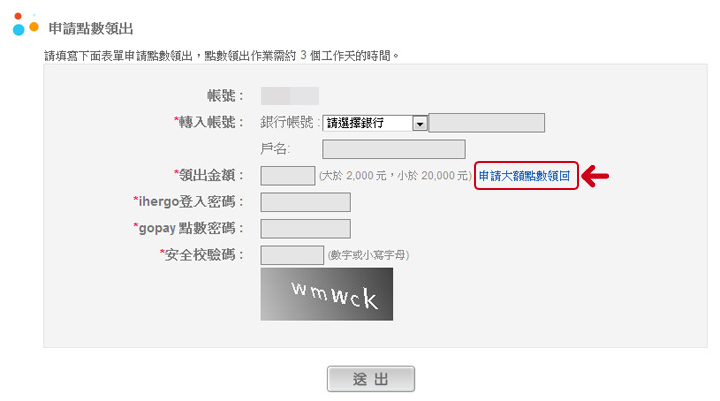 申請點數領出
請填寫下面表單申請點數領出，點數領出作業需約 3 個工作天的時間。
帳號：
*轉入帳號： 銀行帳號： 請選擇銀行
戶名:
*領出金額： (大於 2,000 元，小於 20,000 元) 申請大額點數領回
*ihergo登入密碼：
*gopay 點數密碼：
*安全校驗碼： (數字或小寫字母)
wmwck
送出